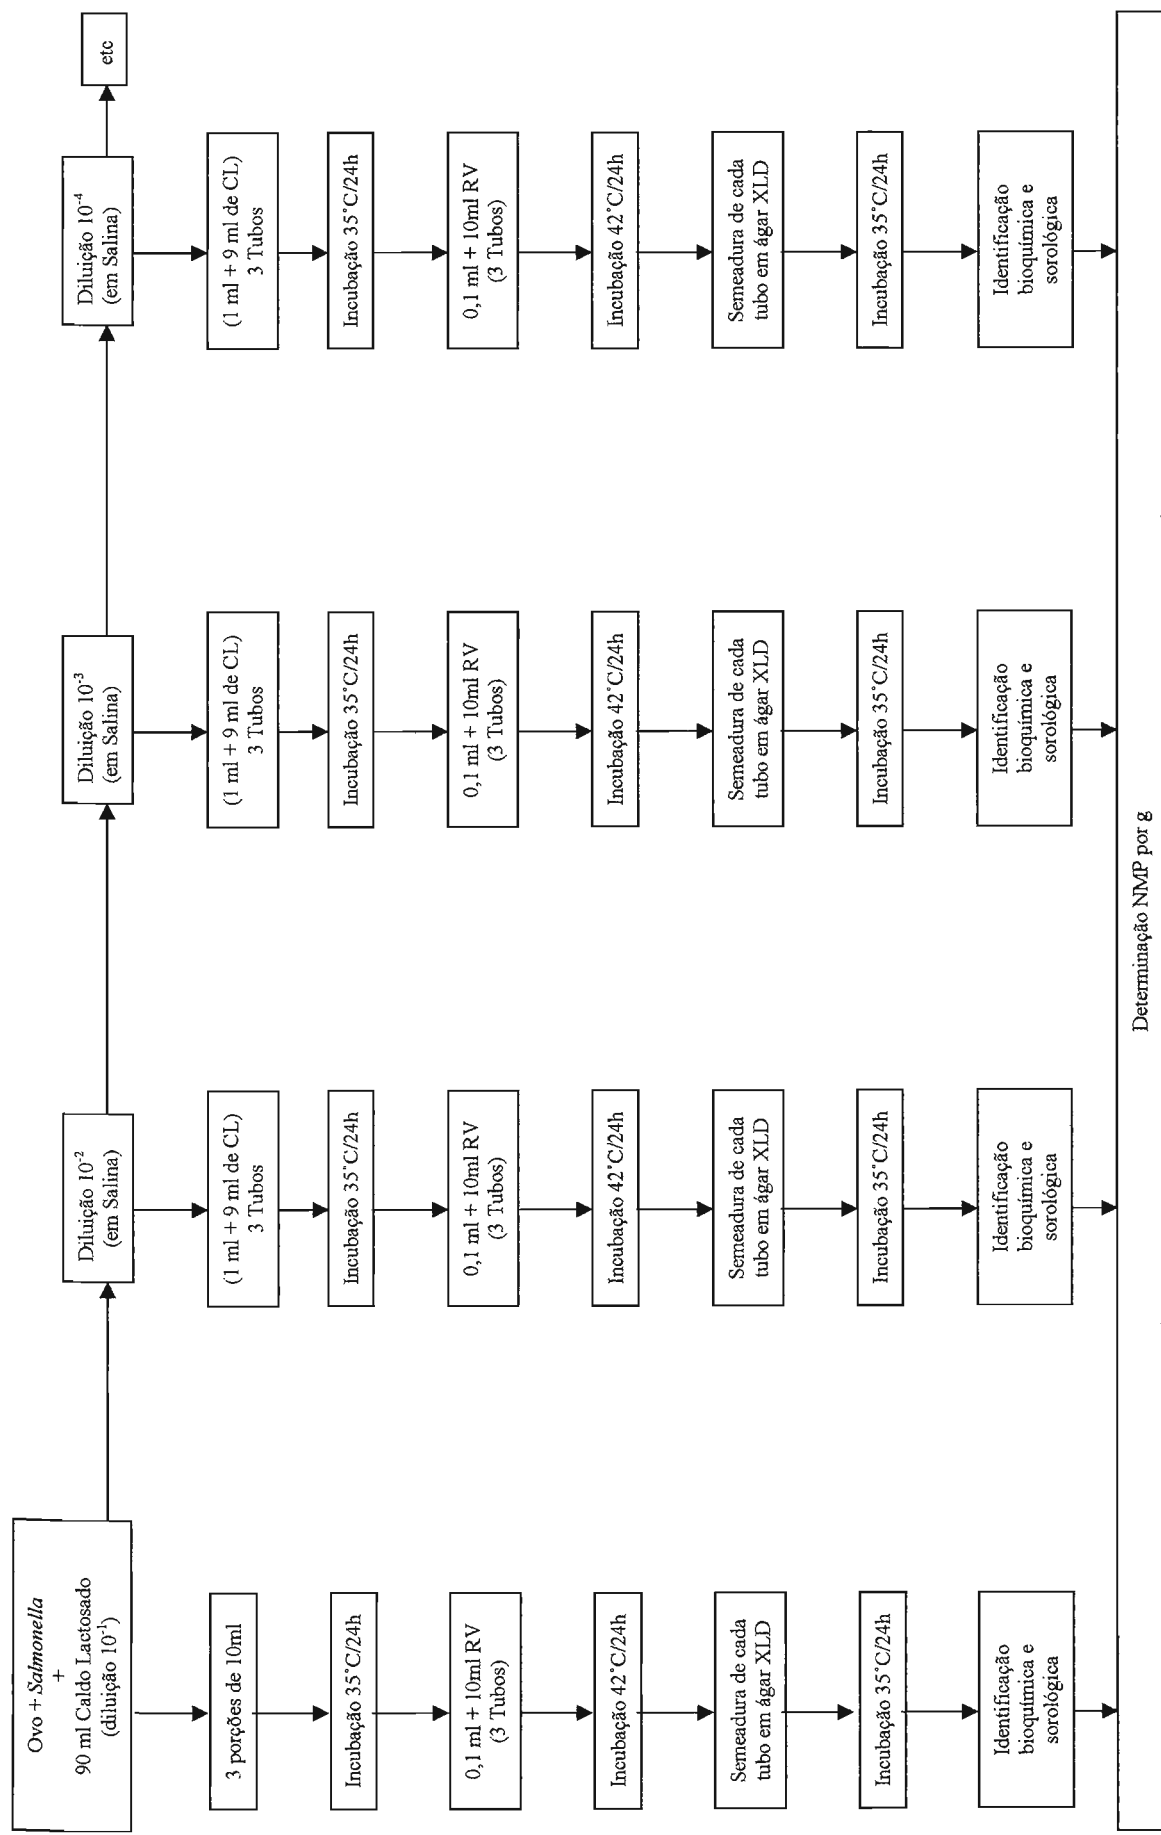 Ovo + Salmonella
+
90 ml Caldo Lactosado
(diluição 10⁻¹)
Diluição 10⁻²
(em Salina)
Diluição 10⁻³
(em Salina)
Diluição 10⁻⁴
(em Salina)
etc
3 porções de 10ml
(1 ml + 9 ml de CL)
3 Tubos
(1 ml + 9 ml de CL)
3 Tubos
(1 ml + 9 ml de CL)
3 Tubos
Incubação 35˚C/24h
Incubação 35˚C/24h
Incubação 35˚C/24h
Incubação 35˚C/24h
0,1 ml + 10ml RV
(3 Tubos)
0,1 ml + 10ml RV
(3 Tubos)
0,1 ml + 10ml RV
(3 Tubos)
0,1 ml + 10ml RV
(3 Tubos)
Incubação 42˚C/24h
Incubação 42˚C/24h
Incubação 42˚C/24h
Incubação 42˚C/24h
Semeadura de cada
tubo em ágar XLD
Semeadura de cada
tubo em ágar XLD
Semeadura de cada
tubo em ágar XLD
Semeadura de cada
tubo em ágar XLD
Incubação 35˚C/24h
Incubação 35˚C/24h
Incubação 35˚C/24h
Incubação 35˚C/24h
Identificação
bioquímica e
sorológica
Identificação
bioquímica e
sorológica
Identificação
bioquímica e
sorológica
Identificação
bioquímica e
sorológica
Determinação NMP por g